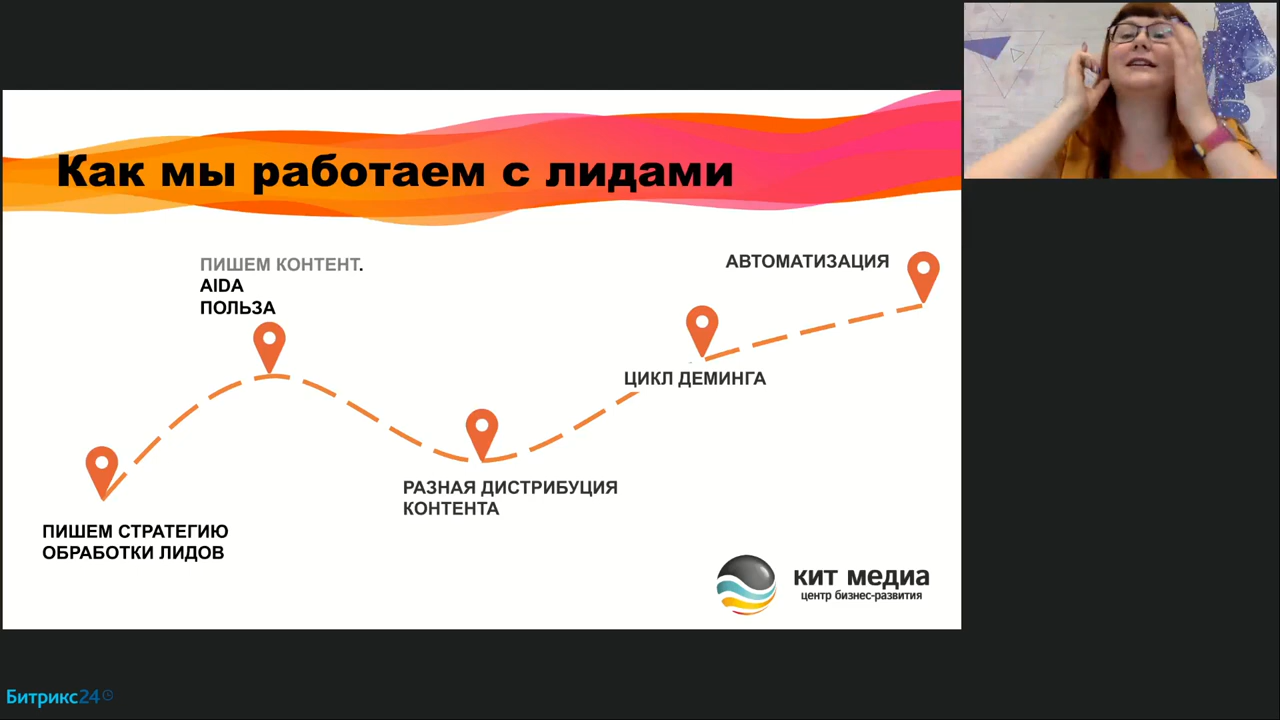 Как мы работаем с лидами
ПИШЕМ КОНТЕНТ.
AIDA
ПОЛЬЗА
АВТОМАТИЗАЦИЯ
ЦИКЛ ДЕМИНГА
РАЗНАЯ ДИСТРИБУЦИЯ
КОНТЕНТА
ПИШЕМ СТРАТЕГИЮ
ОБРАБОТКИ ЛИДОВ
кит медиа
центр бизнес-развития
Битрикс24